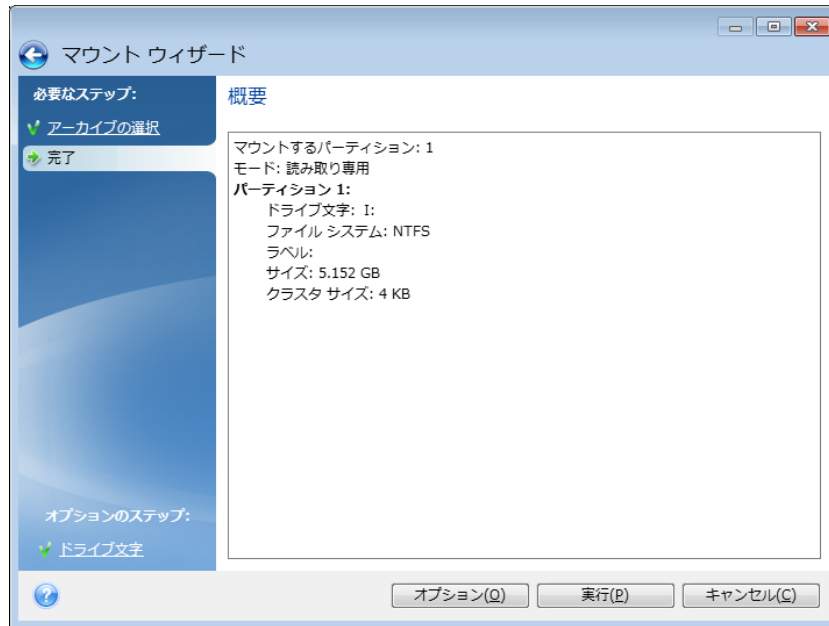 マウント ウィザード
必要なステップ:
アーカイブの選択
完了
オプションのステップ:
ドライブ文字
概要
マウントするパーティション: 1
モード: 読み取り専用
パーティション 1:
ドライブ文字: I:
ファイル システム: NTFS
ラベル:
サイズ: 5.152 GB
クラスタ サイズ: 4 KB
オプション(O)
実行(P)
キャンセル(C)